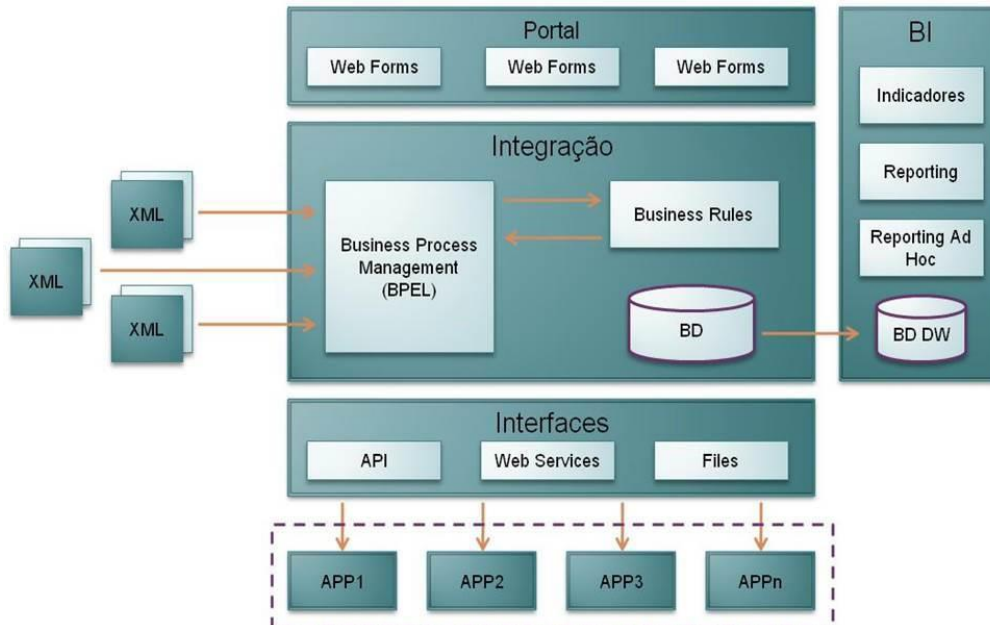 Portal
Web Forms
Web Forms
Web Forms
BI
Indicadores
Reporting
Reporting Ad
Hoc
BD DW
Integração
XML
XML
XML
Business Process
Management
(BPEL)
Business Rules
BD
Interfaces
API
Web Services
Files
APP1
APP2
APP3
APPn